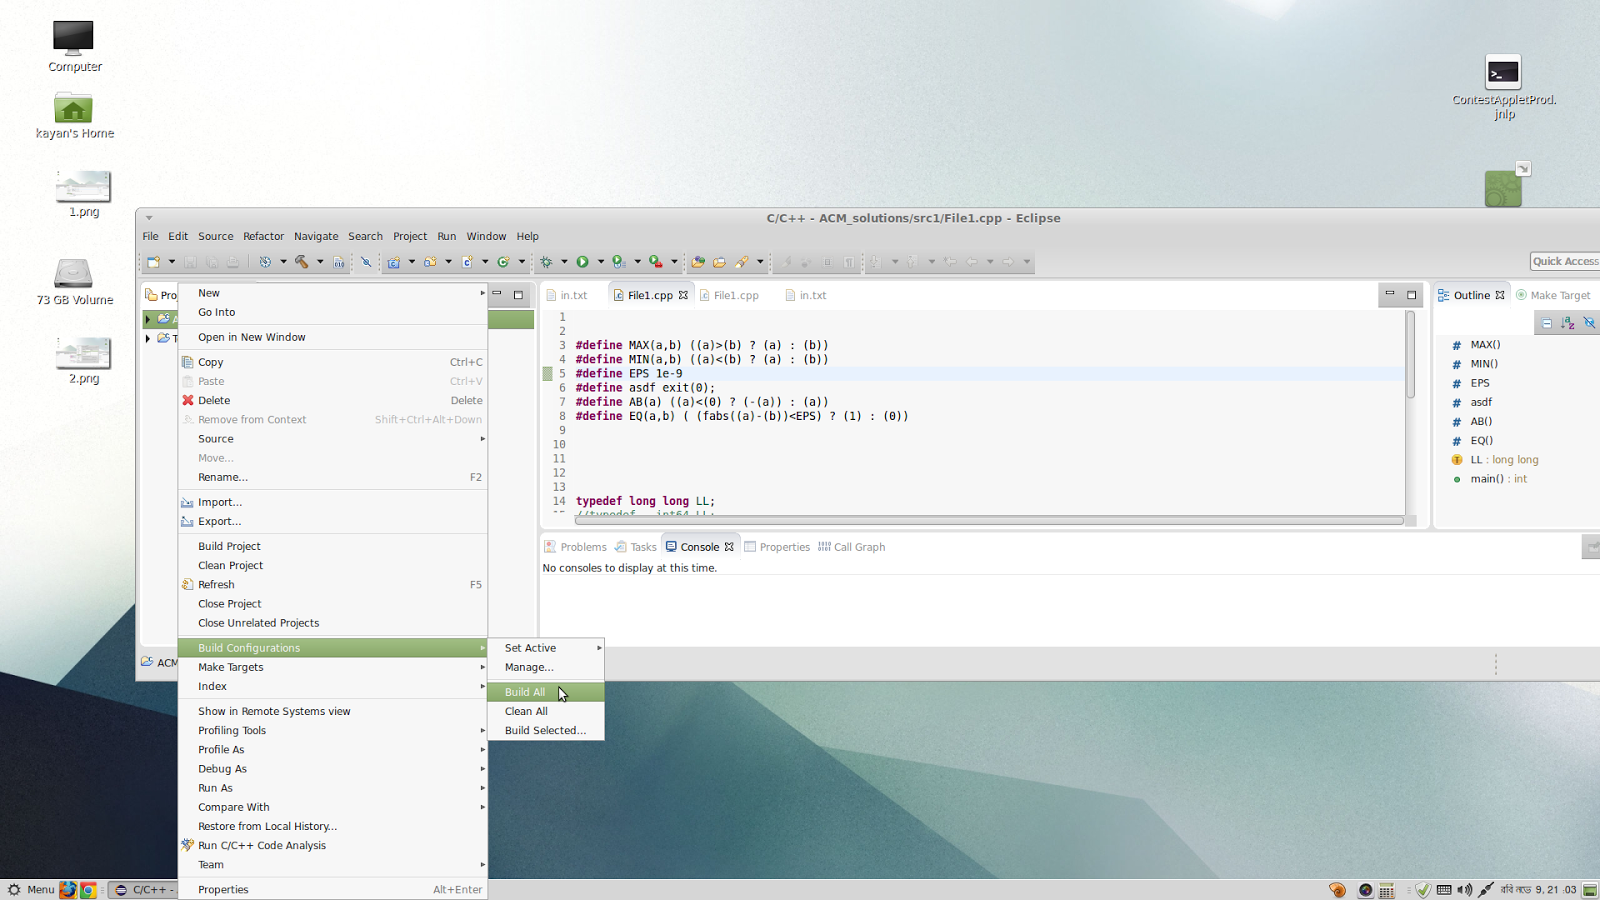 Computer
kayan's Home
1.png
73 GB Volume
2.png
ContestAppletProd.
jnlp
C/C++ - ACM_solutions/src1/File1.cpp - Eclipse
File Edit Source Refactor Navigate Search Project Run Window Help
Quick Access
Pro
New
Go Into
Open in New Window
Copy Ctrl+C
Paste Ctrl+V
Delete Delete
Remove from Context Shift+Ctrl+Alt+Down
Source
Move...
Rename... F2
Import...
Export...
Build Project
Clean Project
Refresh F5
Close Project
Close Unrelated Projects
Build Configurations
Make Targets
Index
Show in Remote Systems view
Profiling Tools
Profile As
Debug As
Run As
Compare With
Restore from Local History...
Run C/C++ Code Analysis
Team
Properties Alt+Enter
Set Active
Manage...
Build All
Clean All
Build Selected...
in.txt File1.cpp File1.cpp in.txt
1
2
3 #define MAX(a,b) ((a)>(b) ? (a) : (b))
4 #define MIN(a,b) ((a)<(b) ? (a) : (b))
5 #define EPS 1e-9
6 #define asdf exit(0);
7 #define AB(a) ((a)<(0) ? (-(a)) : (a))
8 #define EQ(a,b) ( (fabs((a)-(b))<EPS) ? (1) : (0))
9
10
11
12
13
14 typedef long long LL;
Outline Make Target
# MAX()
# MIN()
# EPS
# asdf
# AB()
# EQ()
LL : long long
main() : int
Problems Tasks Console Properties Call Graph
No consoles to display at this time.
ACM
Menu C/C++ -
রবি নভে 9, 21:03